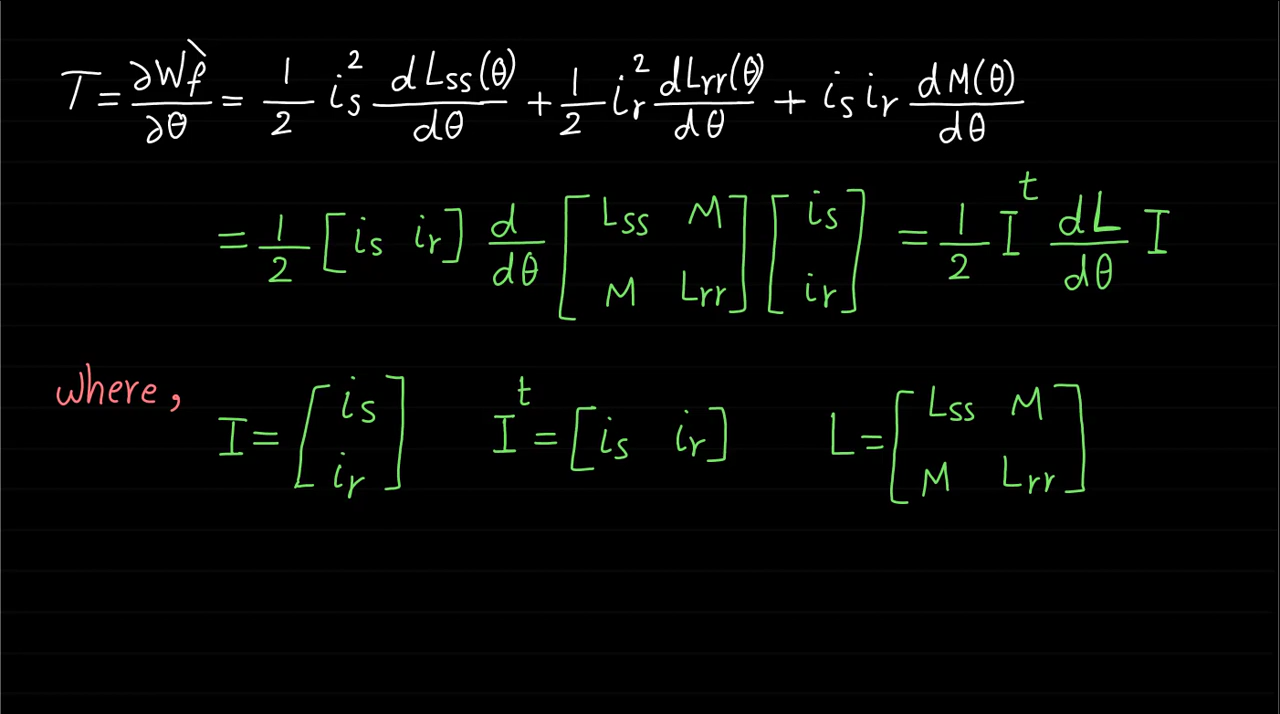 T = ∂Wf̀/∂θ = 1/2 is² dLss(θ)/dθ + 1/2 ir² dLrr(θ)/dθ + is ir dM(θ)/dθ
= 1/2 [is ir] d/dθ [Lss M; M Lrr] [is; ir] = 1/2 I^t dL/dθ I
where, I = [is; ir] I^t = [is ir] L = [Lss M; M Lrr]